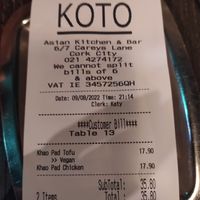 KOTO
Asian Kitchen & Bar
6/7 Careys Lane
Cork City
021 4274172
We cannot split
bills of 6
& above
VAT IE 3457256QH
Date: 09/08/2022 Time: 21:14
Clerk: Katy
####Customer Bill####
Table 13
Khao Pad Tofu 17.90
>> Vegan
Khao Pad Chicken 17.90
SubTotal: 35.80
2 Items Total: 35.80